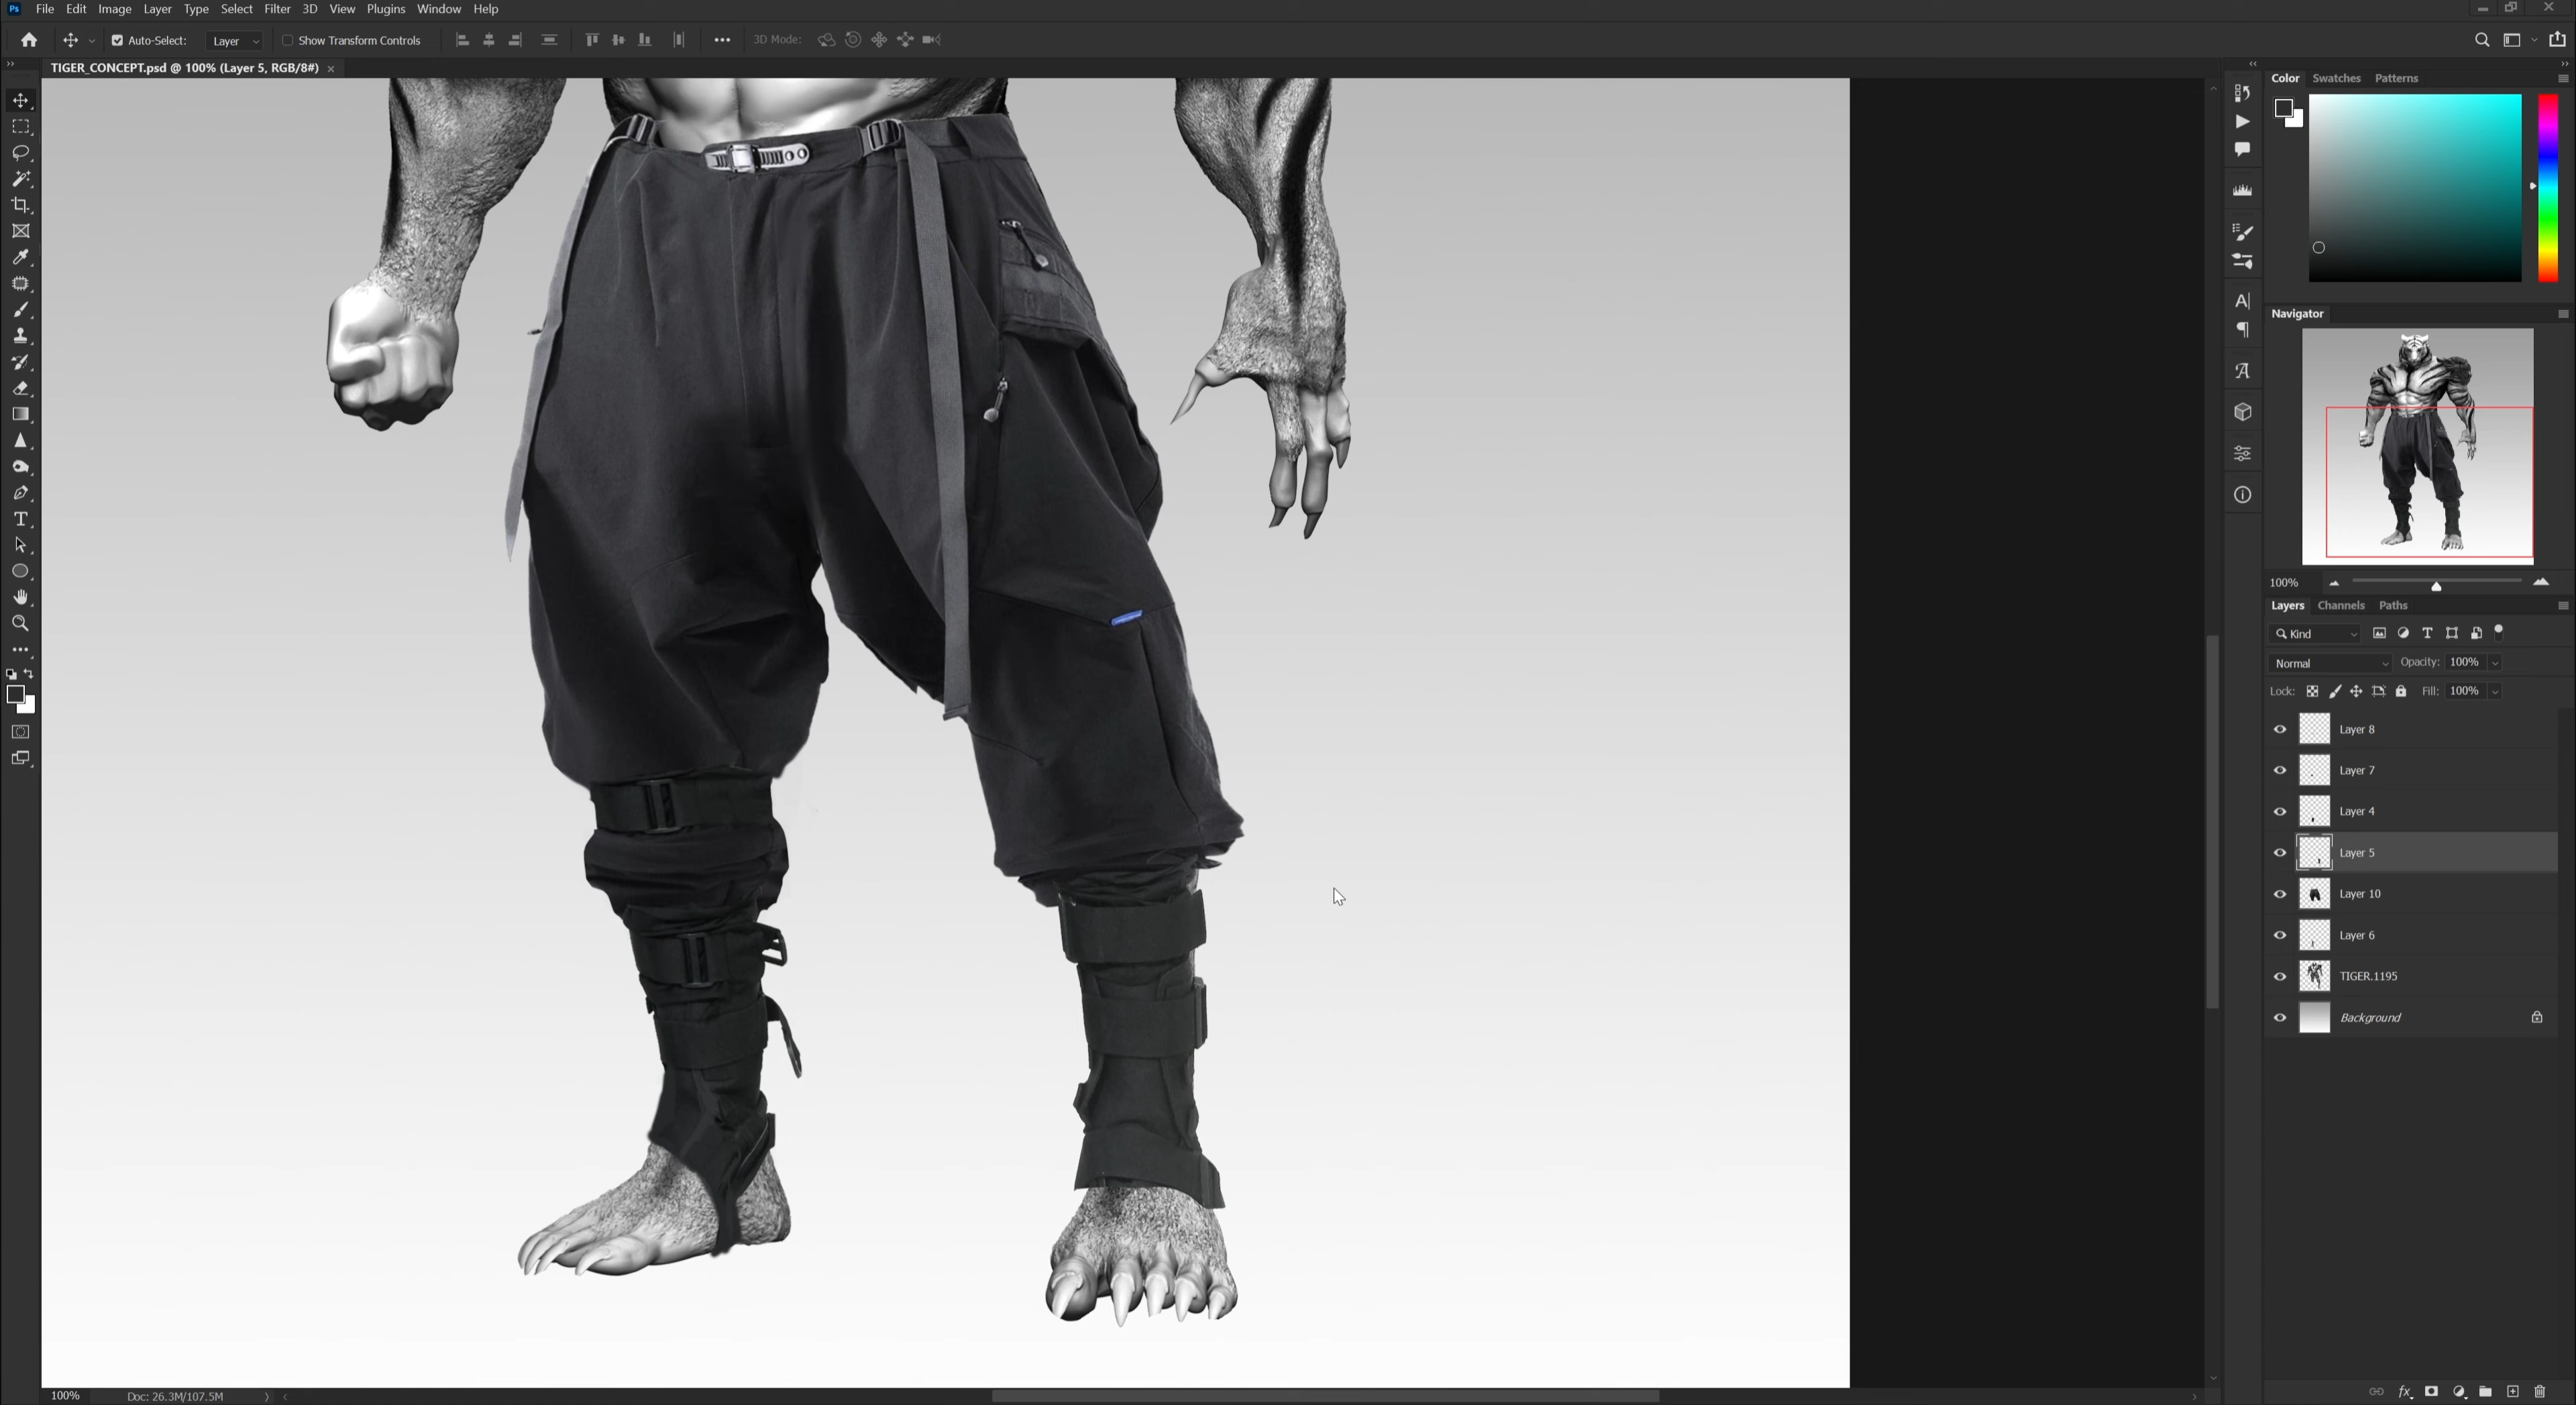 Ps File Edit Image Layer Type Select Filter 3D View Plugins Window Help
Auto-Select: Layer Show Transform Controls 3D Mode:
TIGER_CONCEPT.psd @ 100% (Layer 5, RGB/8#) ×
Color Swatches Patterns
Navigator
100%
Layers Channels Paths
Kind
Normal Opacity: 100%
Lock: Fill: 100%
Layer 8
Layer 7
Layer 4
Layer 5
Layer 10
Layer 6
TIGER.1195
Background
fx
100% Doc: 26.3M/107.5M